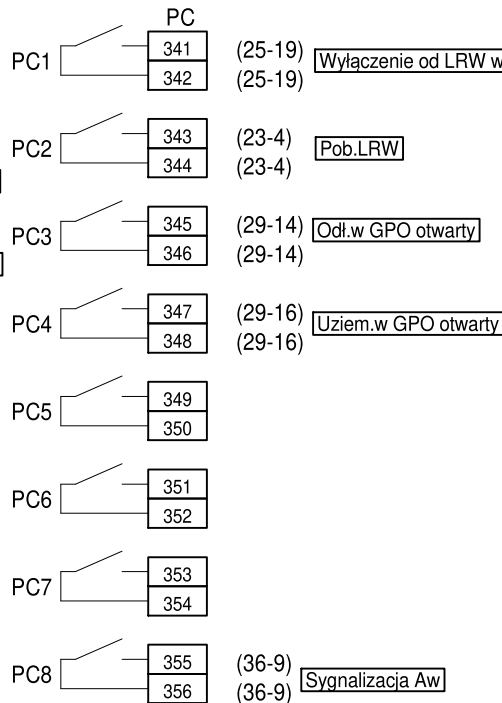 PC
PC1 341 (25-19) Wyłączenie od LRW
342 (25-19)
PC2 343 (23-4) Pob.LRW
344 (23-4)
PC3 345 (29-14) Odł.w GPO otwarty
346 (29-14)
PC4 347 (29-16) Uziem.w GPO otwarty
348 (29-16)
PC5 349
350
PC6 351
352
PC7 353
354
PC8 355 (36-9) Sygnalizacja Aw
356 (36-9)